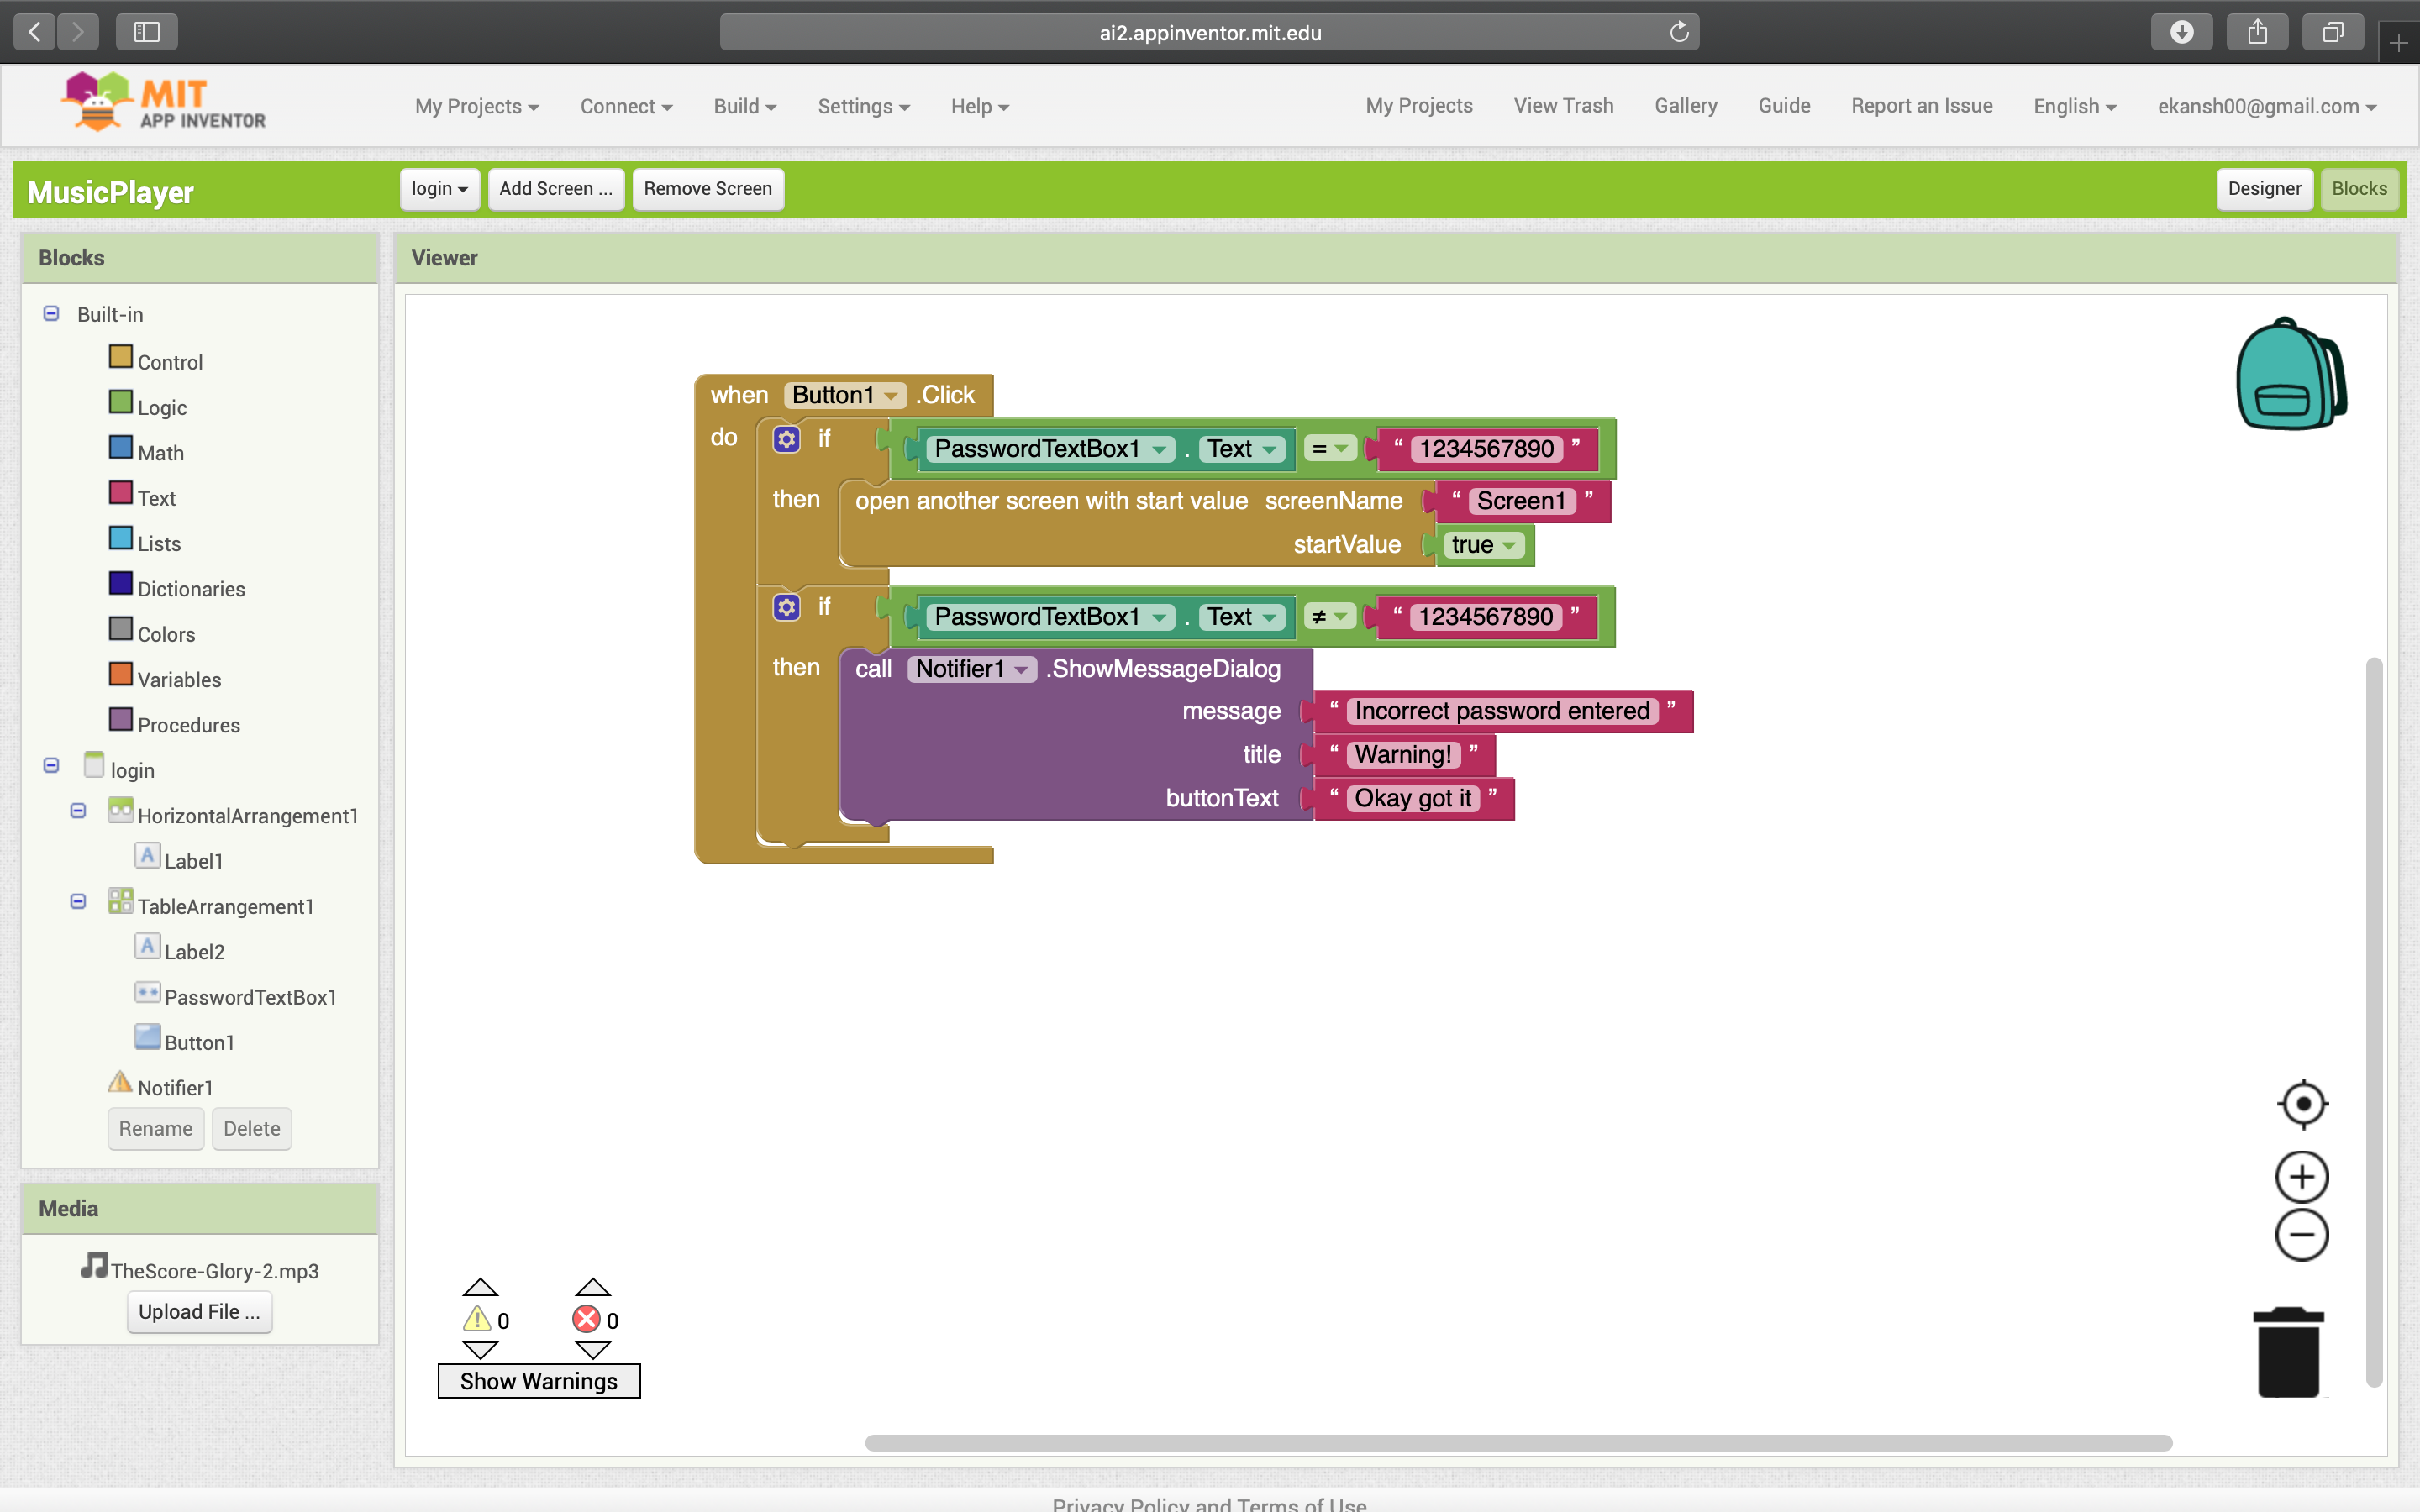 ai2.appinventor.mit.edu
MIT
APP INVENTOR
My Projects Connect Build Settings Help My Projects View Trash Gallery Guide Report an Issue English ekansh00@gmail.com
MusicPlayer login Add Screen ... Remove Screen Designer Blocks
Blocks
Built-in
Control
Logic
Math
Text
Lists
Dictionaries
Colors
Variables
Procedures
login
HorizontalArrangement1
Label1
TableArrangement1
Label2
PasswordTextBox1
Button1
Notifier1
Rename Delete
Media
TheScore-Glory-2.mp3
Upload File ...
Viewer
when Button1 .Click
do if PasswordTextBox1 . Text = “ 1234567890 ”
then open another screen with start value screenName “ Screen1 ”
startValue true
if PasswordTextBox1 . Text ≠ “ 1234567890 ”
then call Notifier1 .ShowMessageDialog
message “ Incorrect password entered ”
title “ Warning! ”
buttonText “ Okay got it ”
0 0
Show Warnings
Privacy Policy and Terms of Use